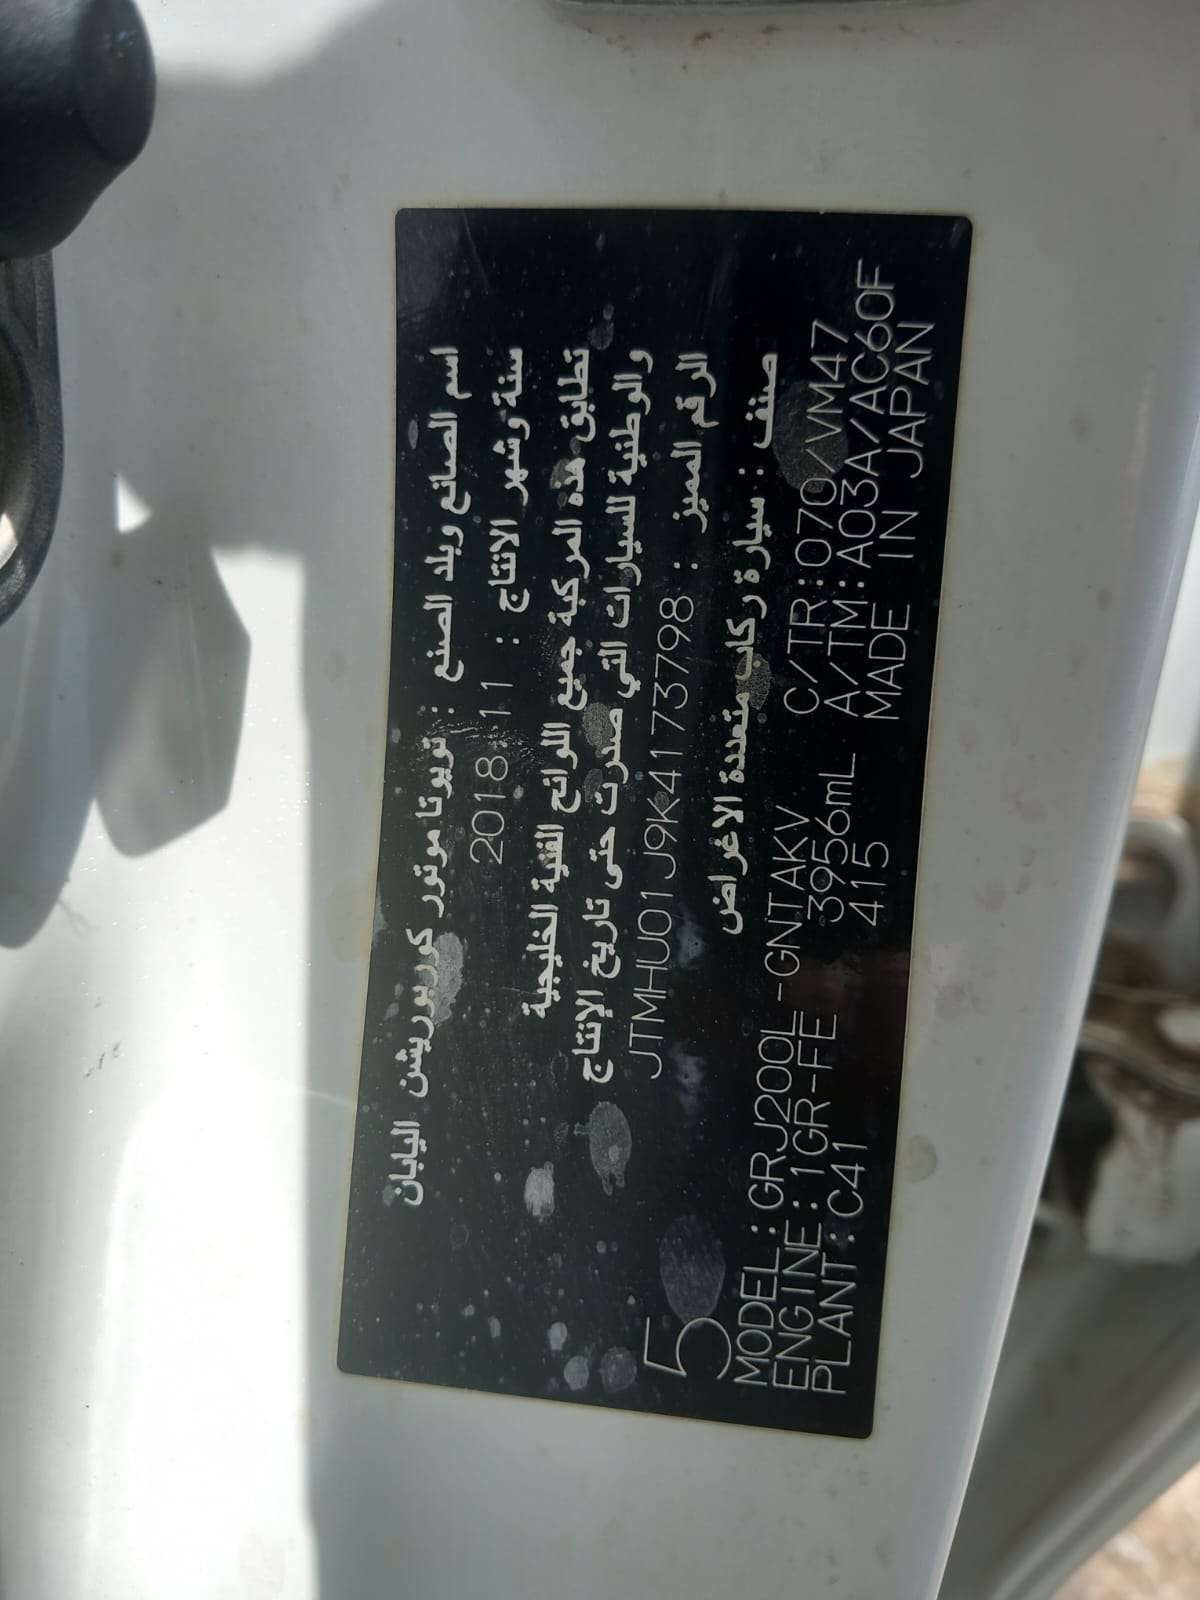 اسم الصانع وبلد الصنع : تويوتا موتور كوربوريشن اليابان
سنة وشهر الانتاج : 2018-11
تطابق هذه المركبة جميع اللوائح الفنية الخليجية
والوطنية للسيارات التي صدرت حتى تاريخ الإنتاج
الرقم المميز : JTMHU01J9K4173798
صنف : سيارة ركاب متعددة الاغراض
5
MODEL:GRJ200L-GNTAKV C/TR:070/VM47
ENGINE:1GR-FE 3956mL A/TM:A03A/AC60F
PLANT:C41 415 MADE IN JAPAN